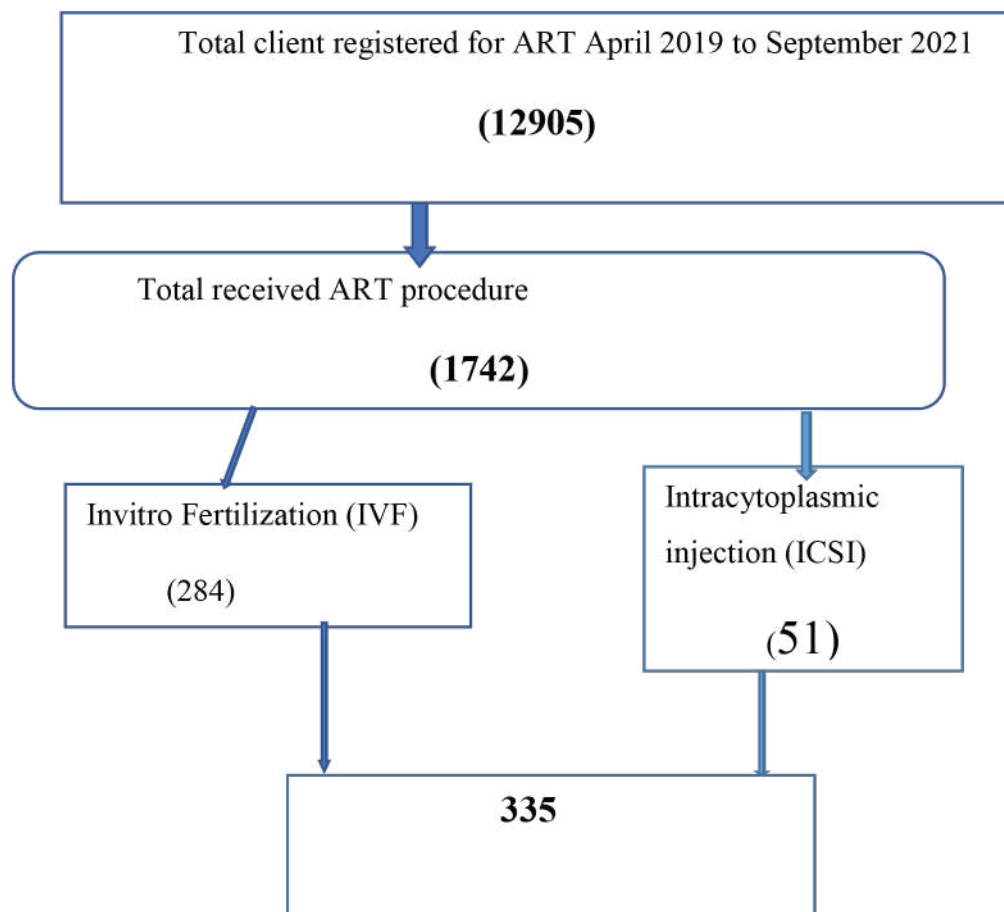 Total client registered for ART April 2019 to September 2021
(12905)
Total received ART procedure
(1742)
Invitro Fertilization (IVF)
(284)
Intracytoplasmic
injection (ICSI)
(51)
335